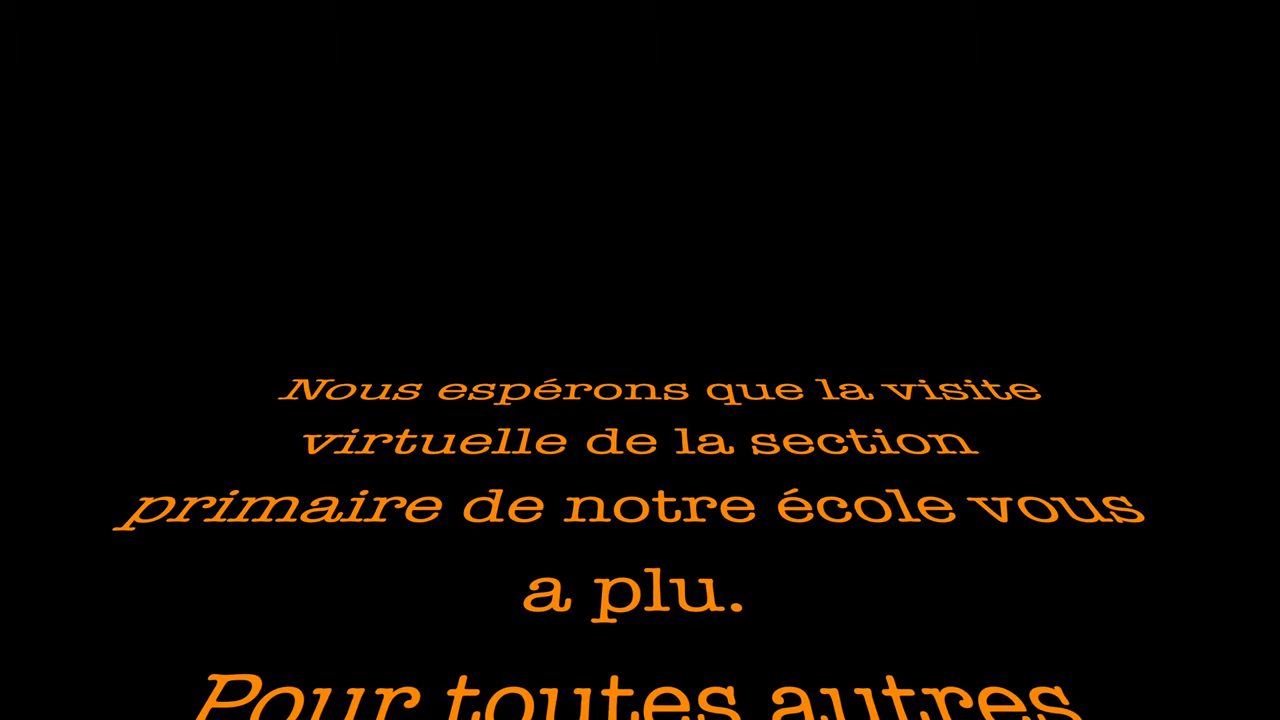 Nous espérons que la visite
virtuelle de la section
primaire de notre école vous
a plu.
Pour toutes autres